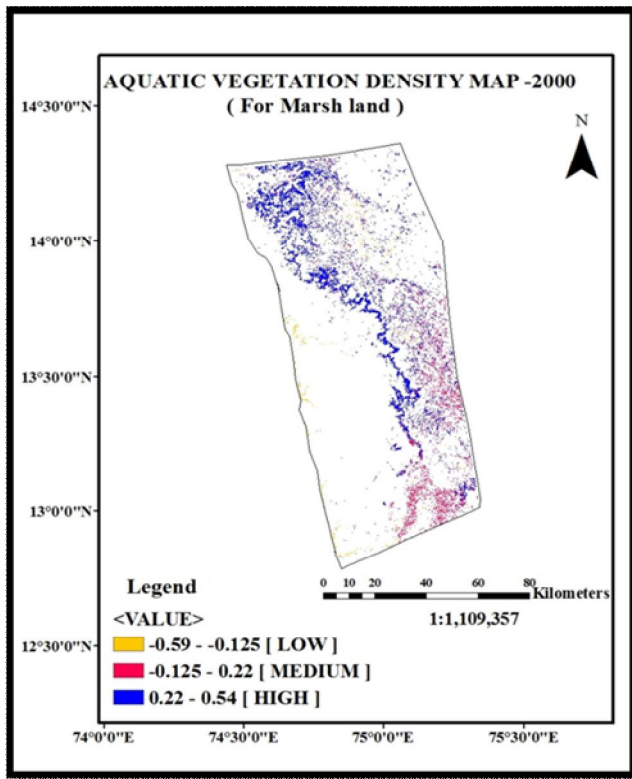 AQUATIC VEGETATION DENSITY MAP -2000
( For Marsh land )
N
14°30'0"N
14°0'0"N
13°30'0"N
13°0'0"N
12°30'0"N
Legend
<VALUE>
-0.59 - -0.125 [ LOW ]
-0.125 - 0.22 [ MEDIUM ]
0.22 - 0.54 [ HIGH ]
0 10 20 40 60 80
Kilometers
1:1,109,357
74°0'0"E 74°30'0"E 75°0'0"E 75°30'0"E